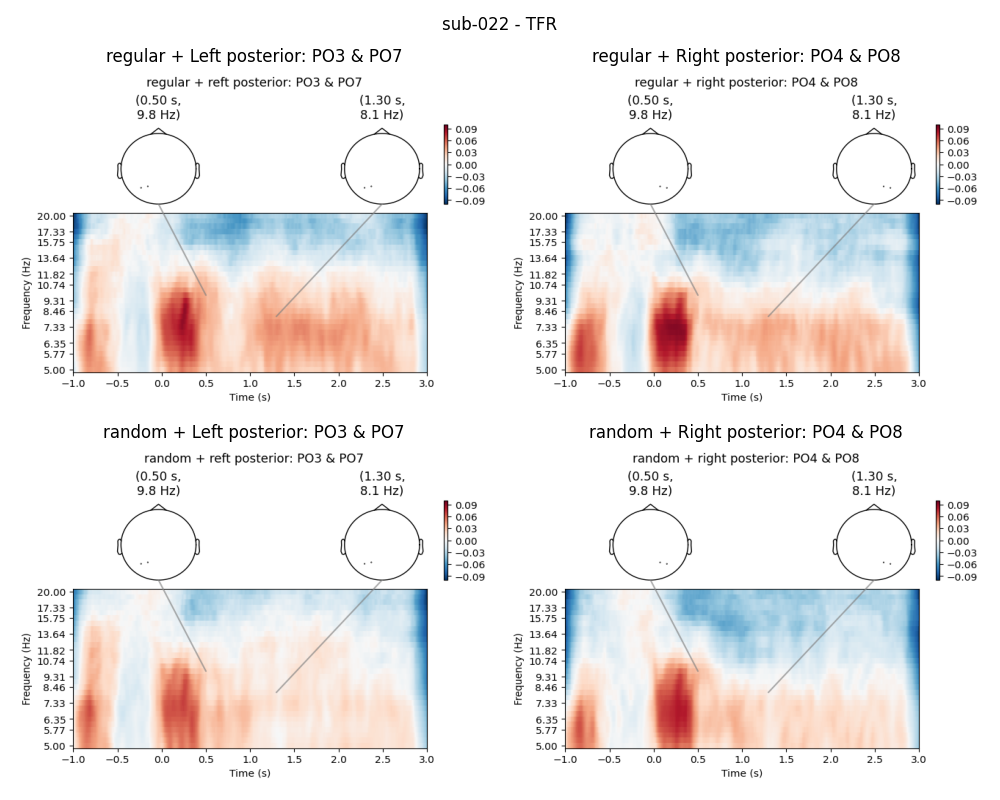 sub-022 - TFR
regular + Left posterior: PO3 & PO7
regular + reft posterior: PO3 & PO7
(0.50 s,
9.8 Hz)
(1.30 s,
8.1 Hz)
0.09
0.06
0.03
0.00
−0.03
−0.06
−0.09
Frequency (Hz)
20.00
17.33
15.75
13.64
11.82
10.74
9.31
8.46
7.33
6.35
5.77
5.00
−1.0 −0.5 0.0 0.5 1.0 1.5 2.0 2.5 3.0
Time (s)
regular + Right posterior: PO4 & PO8
regular + right posterior: PO4 & PO8
(0.50 s,
9.8 Hz)
(1.30 s,
8.1 Hz)
0.09
0.06
0.03
0.00
−0.03
−0.06
−0.09
Frequency (Hz)
20.00
17.33
15.75
13.64
11.82
10.74
9.31
8.46
7.33
6.35
5.77
5.00
−1.0 −0.5 0.0 0.5 1.0 1.5 2.0 2.5 3.0
Time (s)
random + Left posterior: PO3 & PO7
random + reft posterior: PO3 & PO7
(0.50 s,
9.8 Hz)
(1.30 s,
8.1 Hz)
0.09
0.06
0.03
0.00
−0.03
−0.06
−0.09
Frequency (Hz)
20.00
17.33
15.75
13.64
11.82
10.74
9.31
8.46
7.33
6.35
5.77
5.00
−1.0 −0.5 0.0 0.5 1.0 1.5 2.0 2.5 3.0
Time (s)
random + Right posterior: PO4 & PO8
random + right posterior: PO4 & PO8
(0.50 s,
9.8 Hz)
(1.30 s,
8.1 Hz)
0.09
0.06
0.03
0.00
−0.03
−0.06
−0.09
Frequency (Hz)
20.00
17.33
15.75
13.64
11.82
10.74
9.31
8.46
7.33
6.35
5.77
5.00
−1.0 −0.5 0.0 0.5 1.0 1.5 2.0 2.5 3.0
Time (s)